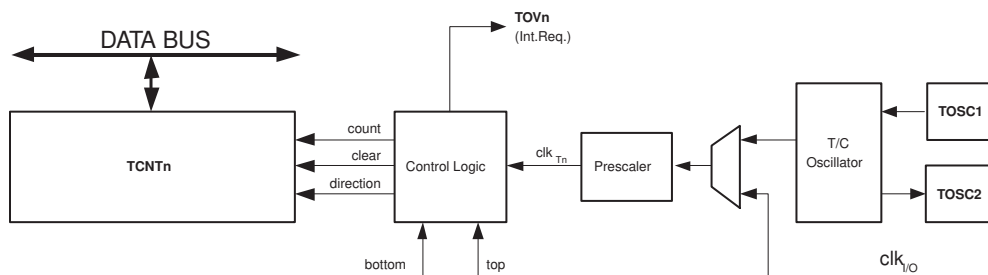 TOVn
(Int.Req.)
DATA BUS
TOSC1
count
T/C
Oscillator
TCNTn
clear
Control Logic
clk Tn
Prescaler
direction
TOSC2
bottom
top
clk I/O